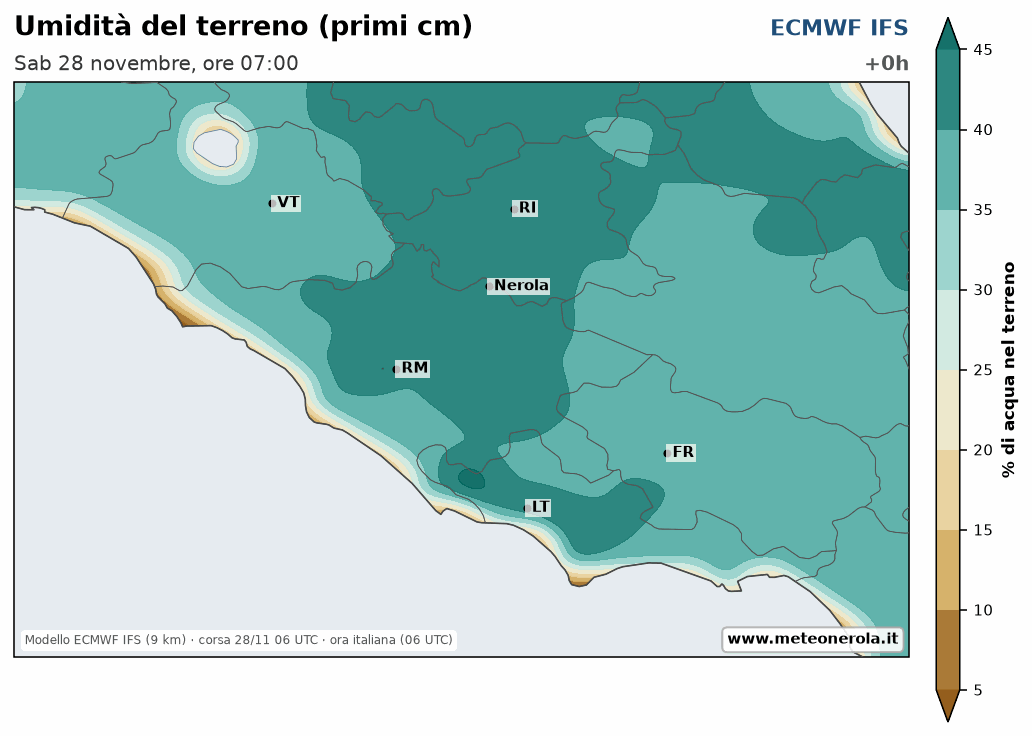 Umidità del terreno (primi cm)
ECMWF IFS
Sab 28 novembre, ore 07:00
+0h
VT
RI
Nerola
RM
FR
LT
Modello ECMWF IFS (9 km) · corsa 28/11 06 UTC · ora italiana (06 UTC)
www.meteonerola.it
45
40
35
30
25
20
15
10
5
% di acqua nel terreno